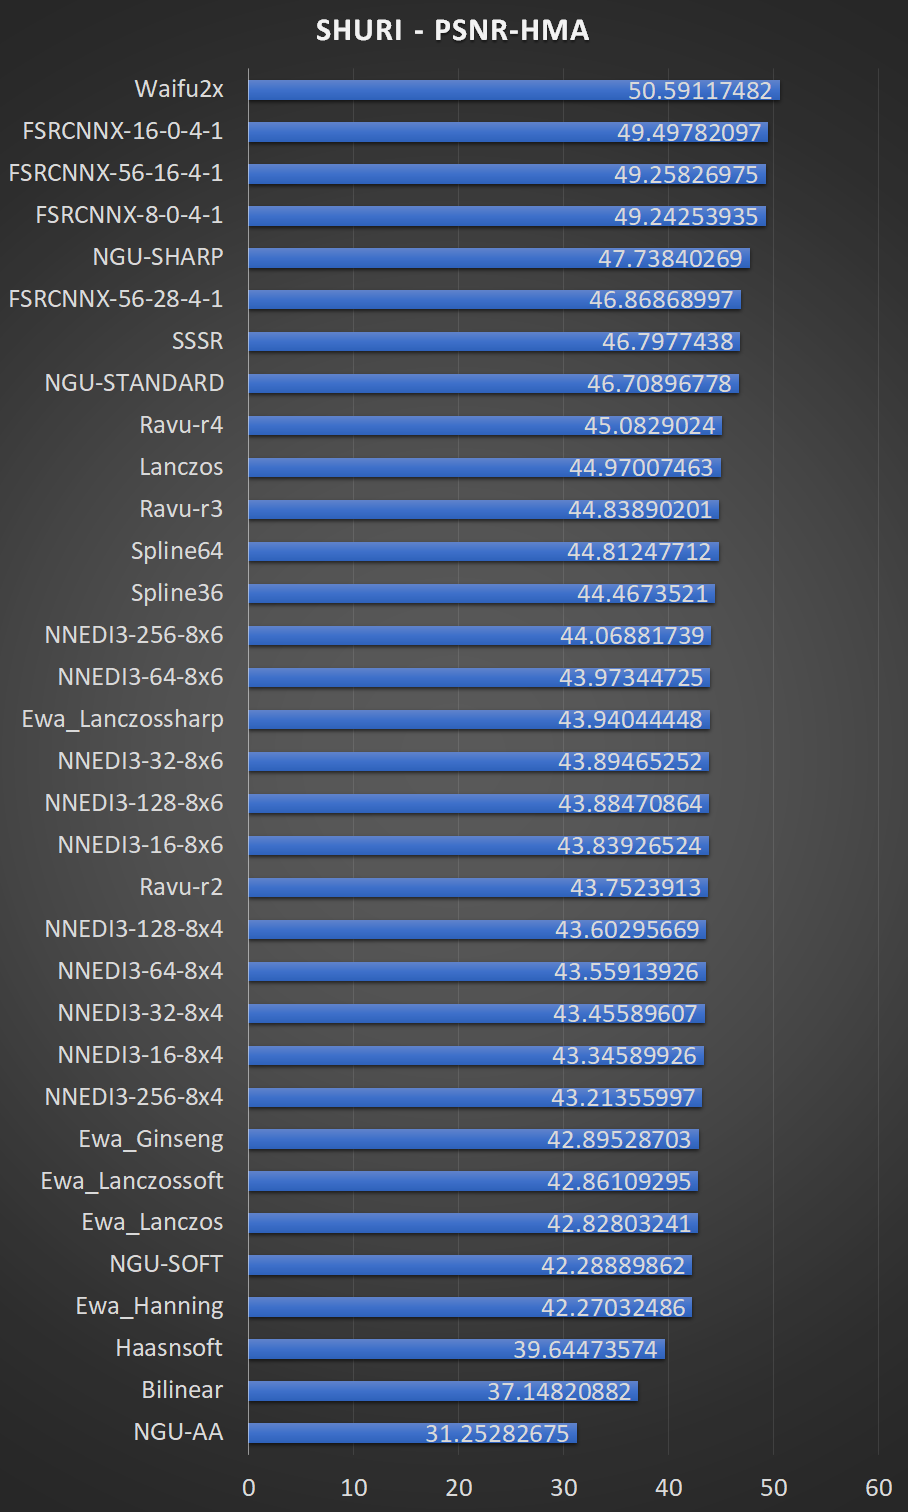 SHURI - PSNR-HMA
Waifu2x 50.59117482
FSRCNNX-16-0-4-1 49.49782097
FSRCNNX-56-16-4-1 49.25826975
FSRCNNX-8-0-4-1 49.24253935
NGU-SHARP 47.73840269
FSRCNNX-56-28-4-1 46.86868997
SSSR 46.7977438
NGU-STANDARD 46.70896778
Ravu-r4 45.0829024
Lanczos 44.97007463
Ravu-r3 44.83890201
Spline64 44.81247712
Spline36 44.4673521
NNEDI3-256-8x6 44.06881739
NNEDI3-64-8x6 43.97344725
Ewa_Lanczossharp 43.94044448
NNEDI3-32-8x6 43.89465252
NNEDI3-128-8x6 43.88470864
NNEDI3-16-8x6 43.83926524
Ravu-r2 43.7523913
NNEDI3-128-8x4 43.60295669
NNEDI3-64-8x4 43.55913926
NNEDI3-32-8x4 43.45589607
NNEDI3-16-8x4 43.34589926
NNEDI3-256-8x4 43.21355997
Ewa_Ginseng 42.89528703
Ewa_Lanczossoft 42.86109295
Ewa_Lanczos 42.82803241
NGU-SOFT 42.28889862
Ewa_Hanning 42.27032486
Haasnsoft 39.64473574
Bilinear 37.14820882
NGU-AA 31.25282675
0 10 20 30 40 50 60